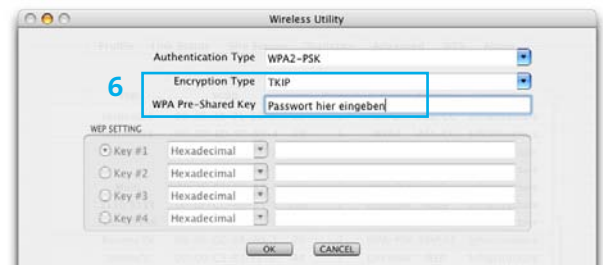 Wireless Utility
Authentication Type WPA2-PSK
6
Encryption Type TKIP
WPA Pre-Shared Key Passwort hier eingeben
WEP SETTING
Key #1 Hexadecimal
Key #2 Hexadecimal
Key #3 Hexadecimal
Key #4 Hexadecimal
OK CANCEL